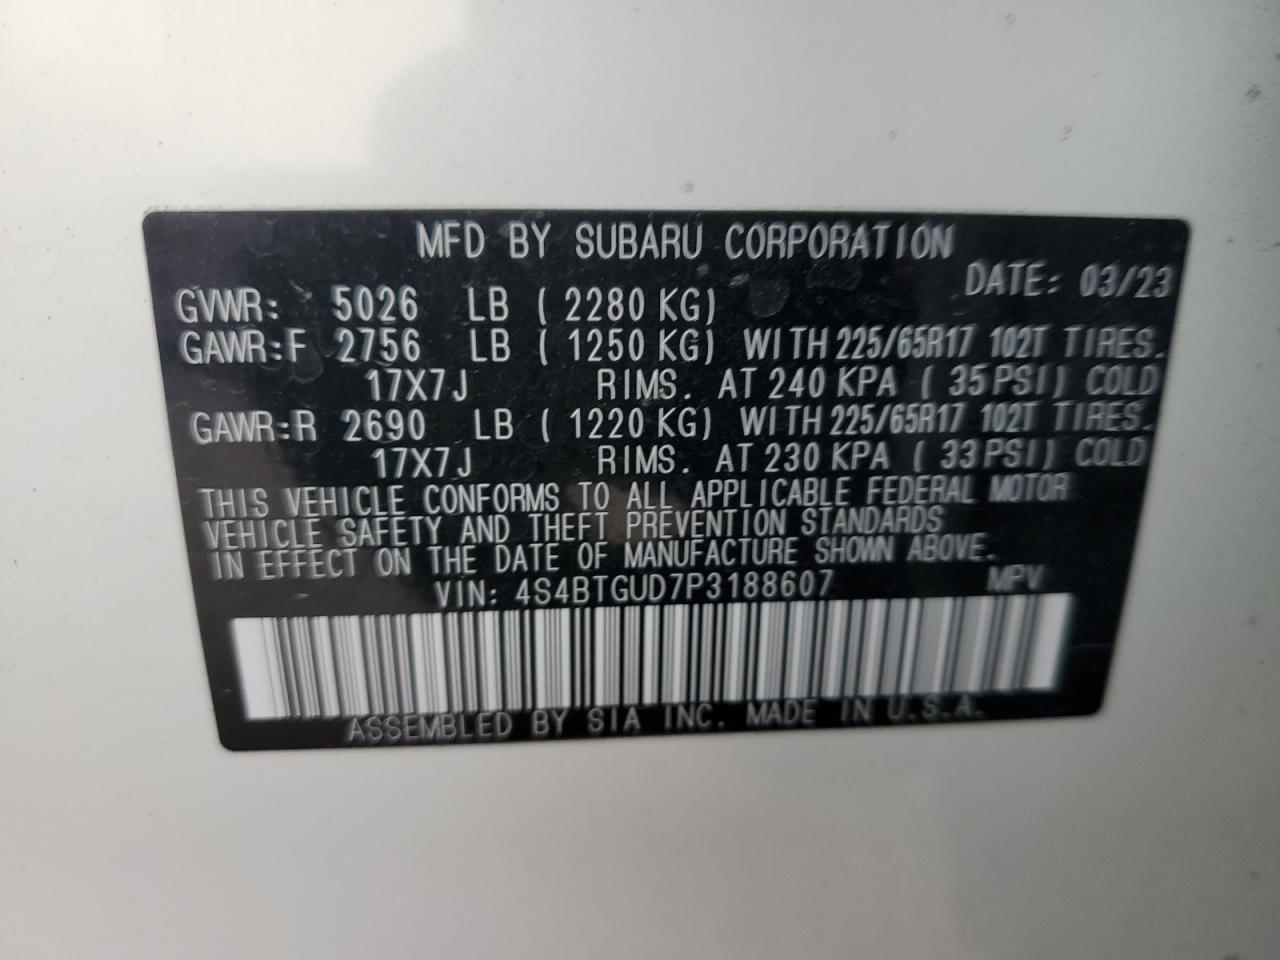 MFD BY SUBARU CORPORATION
DATE: 03/23
GVWR: 5026 LB ( 2280 KG)
GAWR:F 2756 LB ( 1250 KG) WITH 225/65R17 102T TIRES.
17X7J RIMS. AT 240 KPA ( 35 PSI) COLD
GAWR:R 2690 LB ( 1220 KG) WITH 225/65R17 102T TIRES.
17X7J RIMS. AT 230 KPA ( 33 PSI) COLD
THIS VEHICLE CONFORMS TO ALL APPLICABLE FEDERAL MOTOR
VEHICLE SAFETY AND THEFT PREVENTION STANDARDS
IN EFFECT ON THE DATE OF MANUFACTURE SHOWN ABOVE.
VIN: 4S4BTGUD7P3188607 MPV
ASSEMBLED BY SIA INC. MADE IN U.S.A.